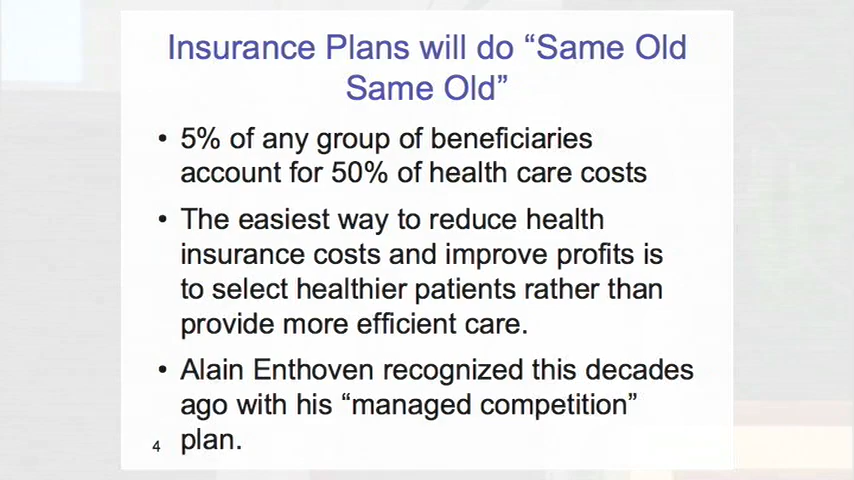 Insurance Plans will do “Same Old
Same Old”
• 5% of any group of beneficiaries
account for 50% of health care costs
• The easiest way to reduce health
insurance costs and improve profits is
to select healthier patients rather than
provide more efficient care.
• Alain Enthoven recognized this decades
ago with his “managed competition”
plan.
4